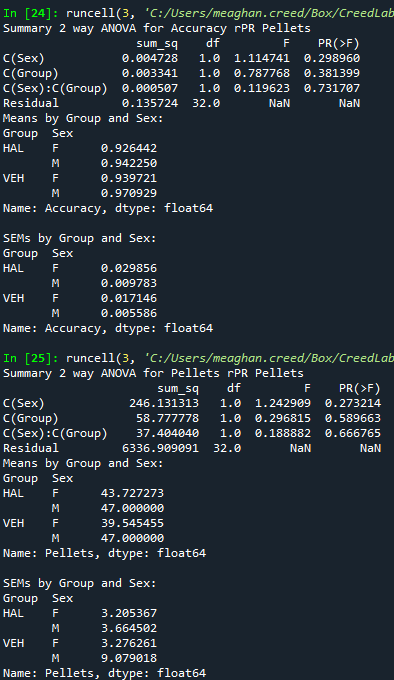 In [24]: runcell(3, 'C:/Users/meaghan.creed/Box/CreedLab
Summary 2 way ANOVA for Accuracy rPR Pellets
sum_sq df F PR(>F)
C(Sex) 0.004728 1.0 1.114741 0.298960
C(Group) 0.003341 1.0 0.787768 0.381399
C(Sex):C(Group) 0.000507 1.0 0.119623 0.731707
Residual 0.135724 32.0 NaN NaN
Means by Group and Sex:
Group Sex
HAL F 0.926442
M 0.942250
VEH F 0.939721
M 0.970929
Name: Accuracy, dtype: float64
SEMs by Group and Sex:
Group Sex
HAL F 0.029856
M 0.009783
VEH F 0.017146
M 0.005586
Name: Accuracy, dtype: float64
In [25]: runcell(3, 'C:/Users/meaghan.creed/Box/CreedLab
Summary 2 way ANOVA for Pellets rPR Pellets
sum_sq df F PR(>F)
C(Sex) 246.131313 1.0 1.242909 0.273214
C(Group) 58.777778 1.0 0.296815 0.589663
C(Sex):C(Group) 37.404040 1.0 0.188882 0.666765
Residual 6336.909091 32.0 NaN NaN
Means by Group and Sex:
Group Sex
HAL F 43.727273
M 47.000000
VEH F 39.545455
M 47.000000
Name: Pellets, dtype: float64
SEMs by Group and Sex:
Group Sex
HAL F 3.205367
M 3.664502
VEH F 3.276261
M 9.079018
Name: Pellets, dtype: float64